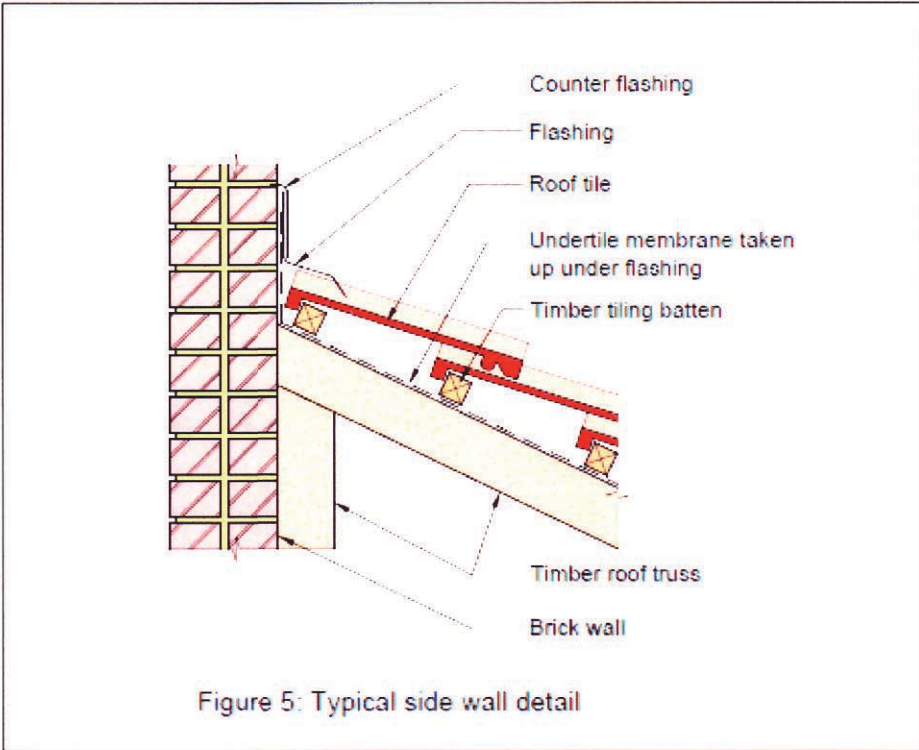 Counter flashing
Flashing
Roof tile
Undertile membrane taken
up under flashing
Timber tiling batten
Timber roof truss
Brick wall
Figure 5: Typical side wall detail